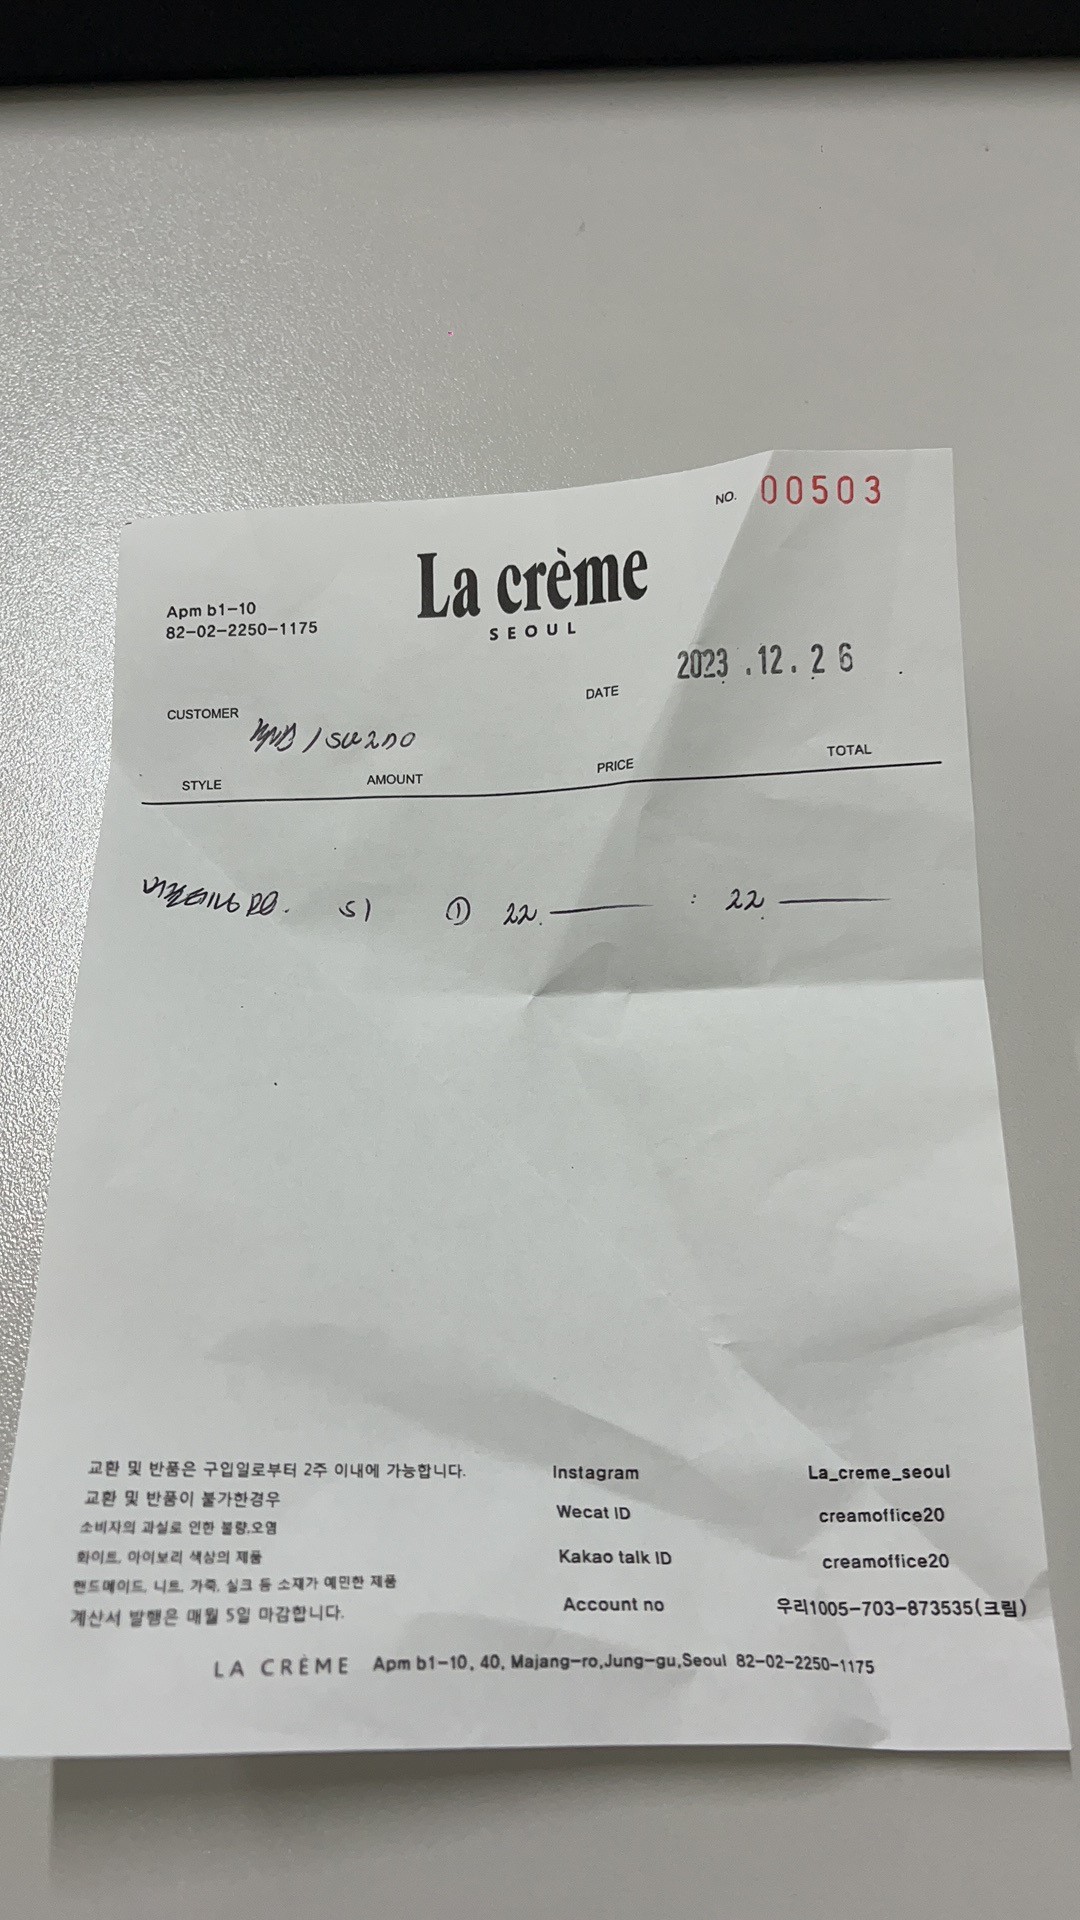 NO. 00503
La crème
SEOUL
Apm b1-10
82-02-2250-1175
2023.12.26
DATE
CUSTOMER
STYLE AMOUNT PRICE TOTAL
① 22. : 22
교환 및 반품은 구입일로부터 2주 이내에 가능합니다.
교환 및 반품이 불가한경우
소비자의 과실로 인한 불량,오염
화이트, 아이보리 색상의 제품
핸드메이드, 니트, 가죽, 실크 등 소재가 예민한 제품
계산서 발행은 매월 5일 마감합니다.
Instagram La_creme_seoul
Wecat ID creamoffice20
Kakao talk ID creamoffice20
Account no 우리1005-703-873535(크림)
LA CRÈME Apm b1-10, 40, Majang-ro,Jung-gu,Seoul 82-02-2250-1175